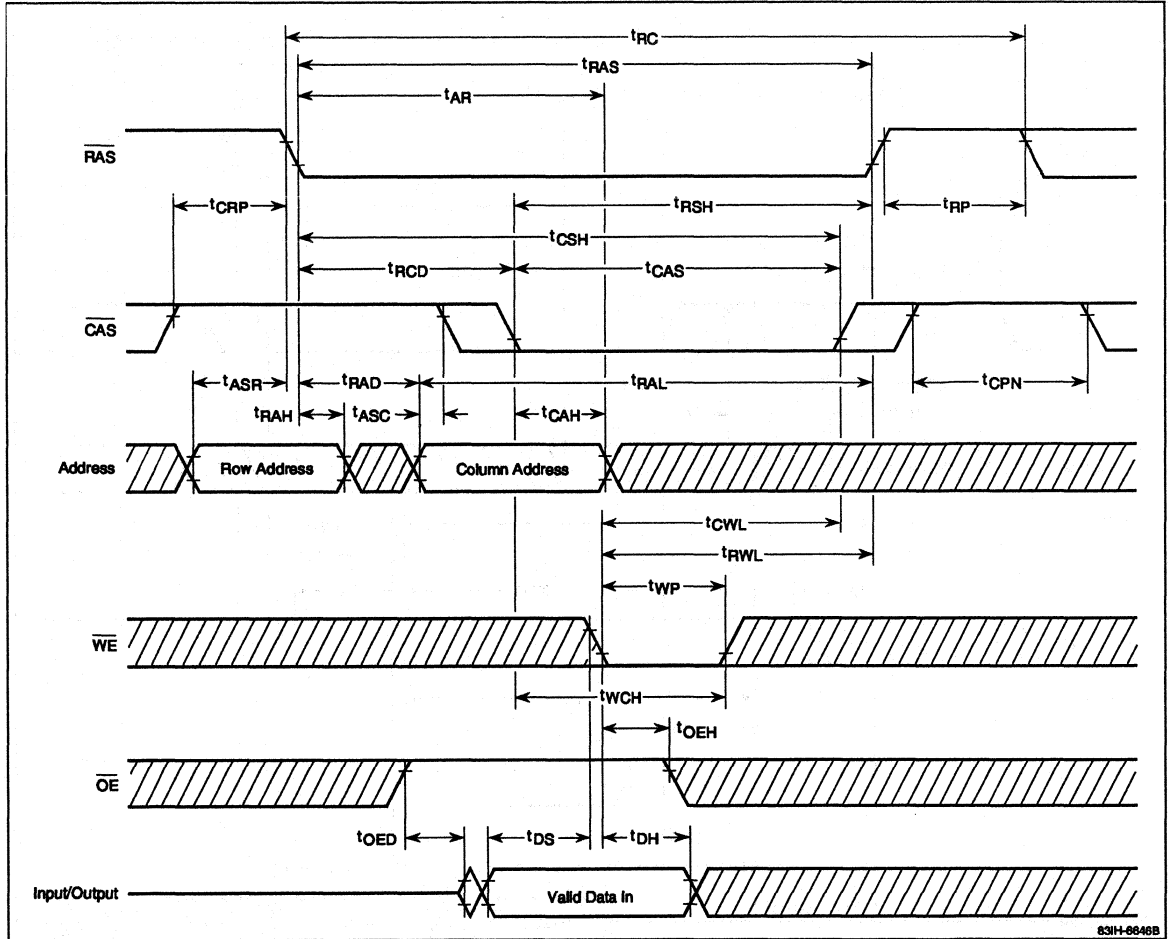 tRC
tRAS
tAR
RAS
tCRP
tRSH
tRP
tCSH
tRCD
tCAS
CAS
tASR
tRAD
tRAL
tCPN
tRAH
tASC
tCAH
Address
Row Address
Column Address
tCWL
tRWL
tWP
WE
tWCH
tOEH
OE
tOED
tDS
tDH
Input/Output
Valid Data In
83IH-6646B